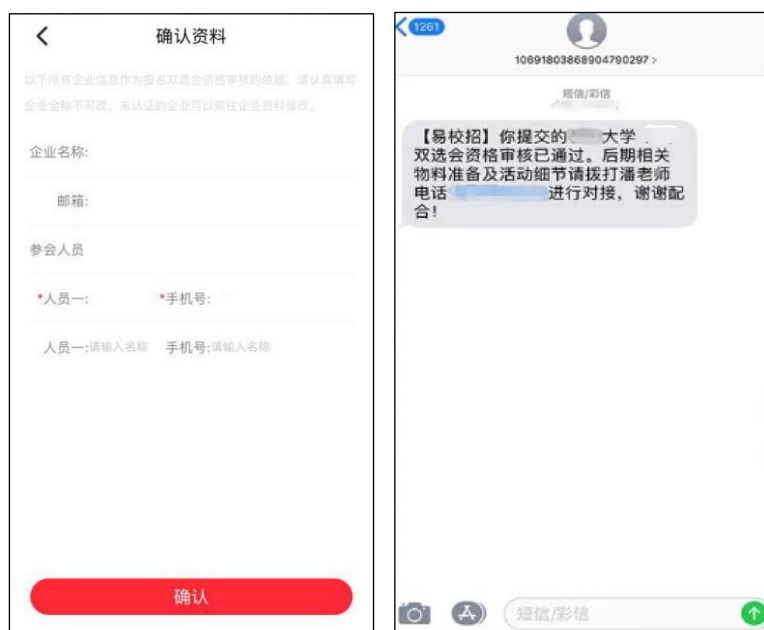 确认资料
以下所有企业信息作为报名双选会资格审核的依据，请认真填写
企业全称不可改，未认证的企业可以前往企业资料修改。
企业名称:
邮箱:
参会人员
*人员一:
*手机号:
人员一:请输入名称
手机号:请输入名称
确认
1261
10691803868904790297 >
短信/彩信
【易校招】你提交的 大学
双选会资格审核已通过。后期相关
物料准备及活动细节请拨打潘老师
电话 进行对接，谢谢配
合！
短信/彩信